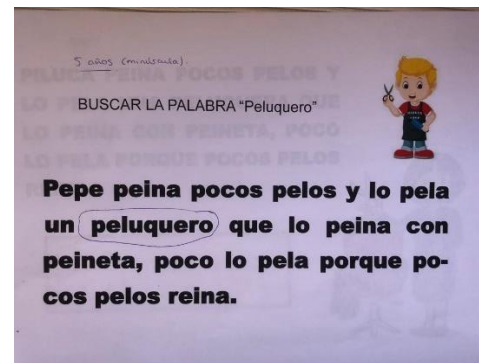 5 años (minúscula).
BUSCAR LA PALABRA "Peluquero"
Pepe peina pocos pelos y lo pela
un peluquero que lo peina con
peineta, poco lo pela porque po-
cos pelos reina.